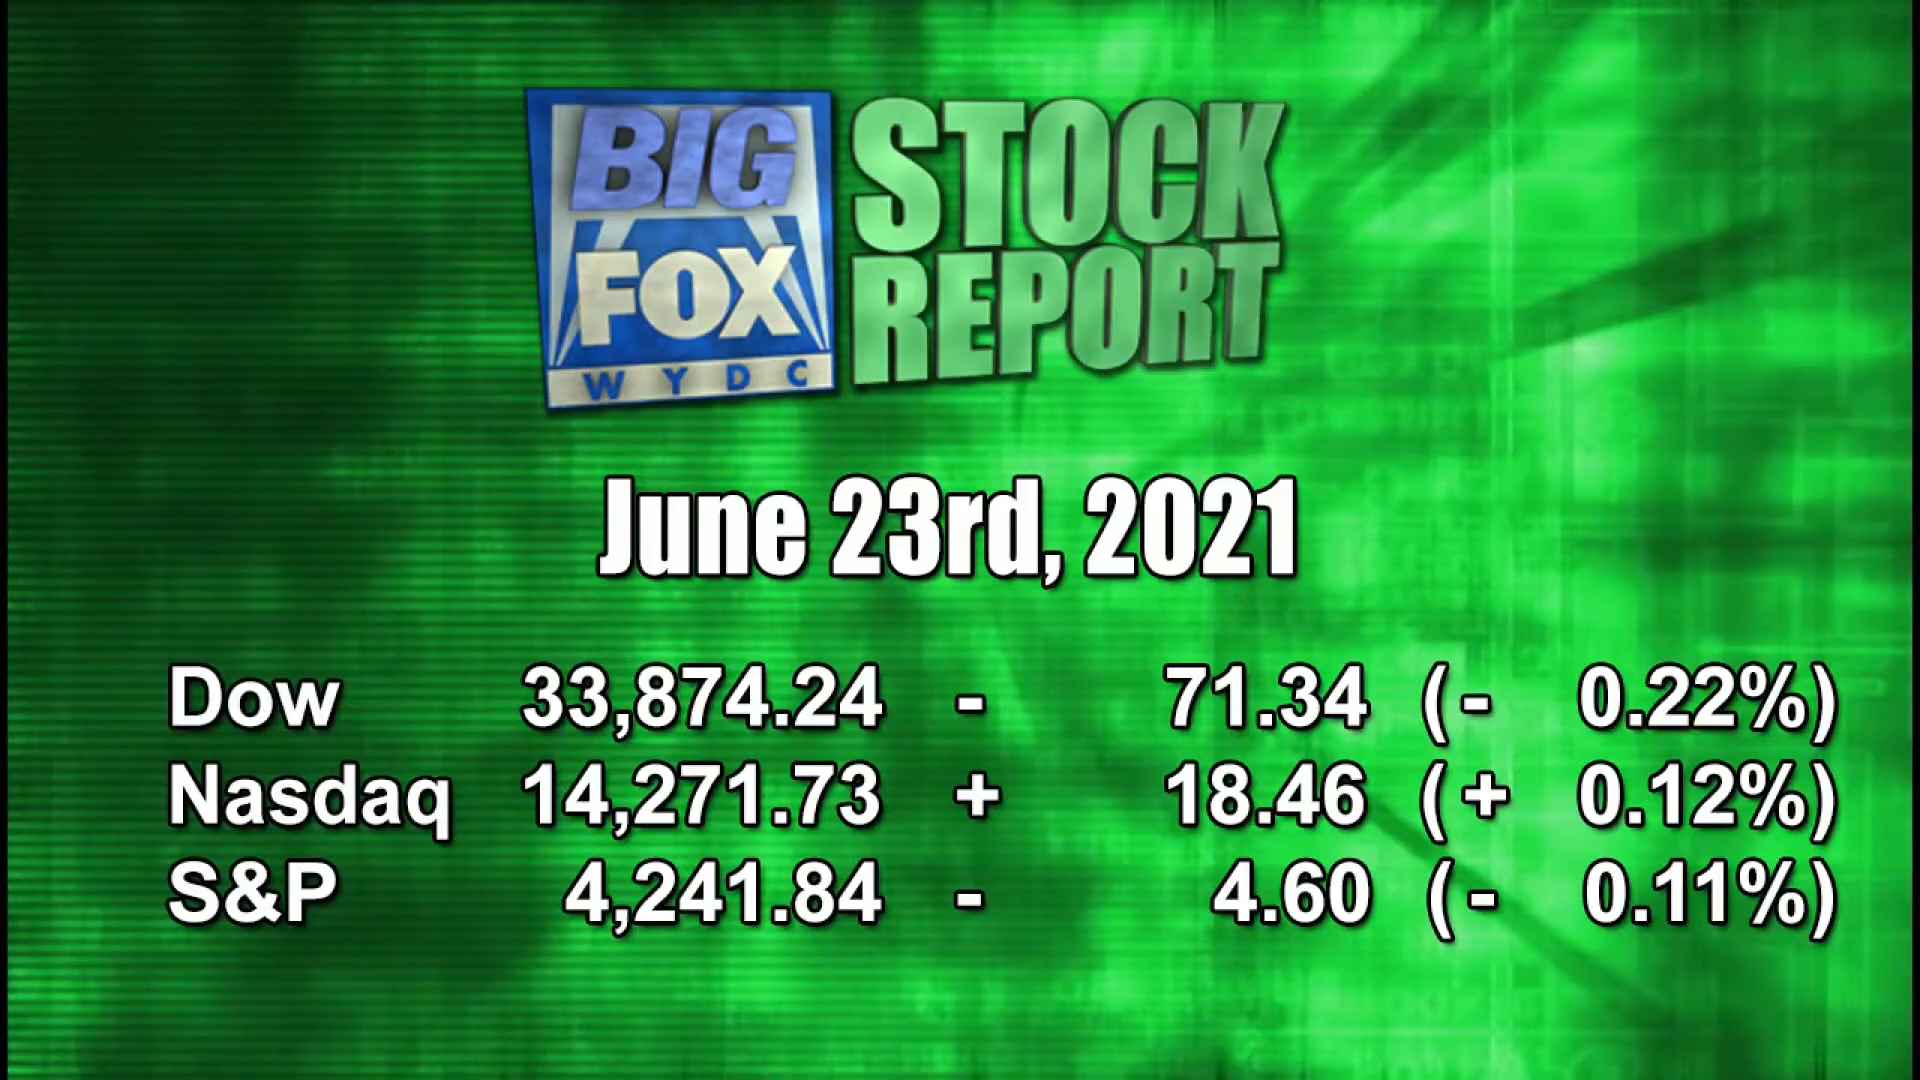 BIG
FOX
WYDC
STOCK
REPORT
June 23rd, 2021
Dow 33,874.24 - 71.34 (- 0.22%)
Nasdaq 14,271.73 + 18.46 (+ 0.12%)
S&P 4,241.84 - 4.60 (- 0.11%)